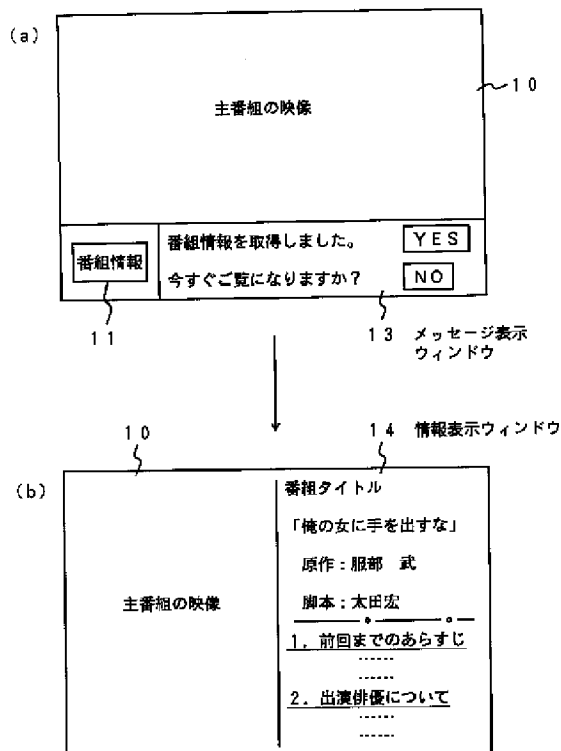 (a)
主番組の映像
10
番組情報
番組情報を取得しました。
YES
今すぐご覧になりますか?
NO
11
13 メッセージ表示
ウィンドウ
10
14 情報表示ウィンドウ
(b)
主番組の映像
番組タイトル
「俺の女に手を出すな」
原作:服部 武
脚本:太田宏
1.前回までのあらすじ
……
……
2.出演俳優について
……
……